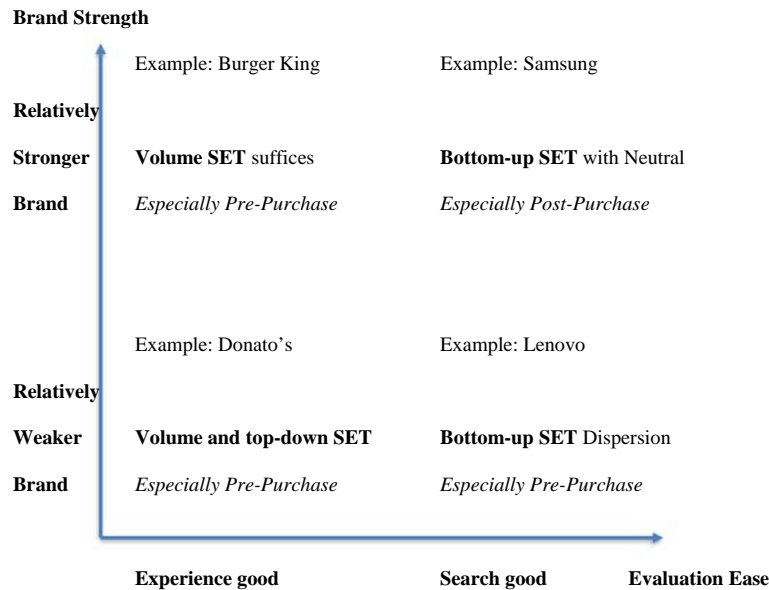 Brand Strength
Example: Burger King Example: Samsung
Relatively
Stronger Volume SET suffices Bottom-up SET with Neutral
Brand Especially Pre-Purchase Especially Post-Purchase
Example: Donato’s Example: Lenovo
Relatively
Weaker Volume and top-down SET Bottom-up SET Dispersion
Brand Especially Pre-Purchase Especially Pre-Purchase
Experience good Search good Evaluation Ease